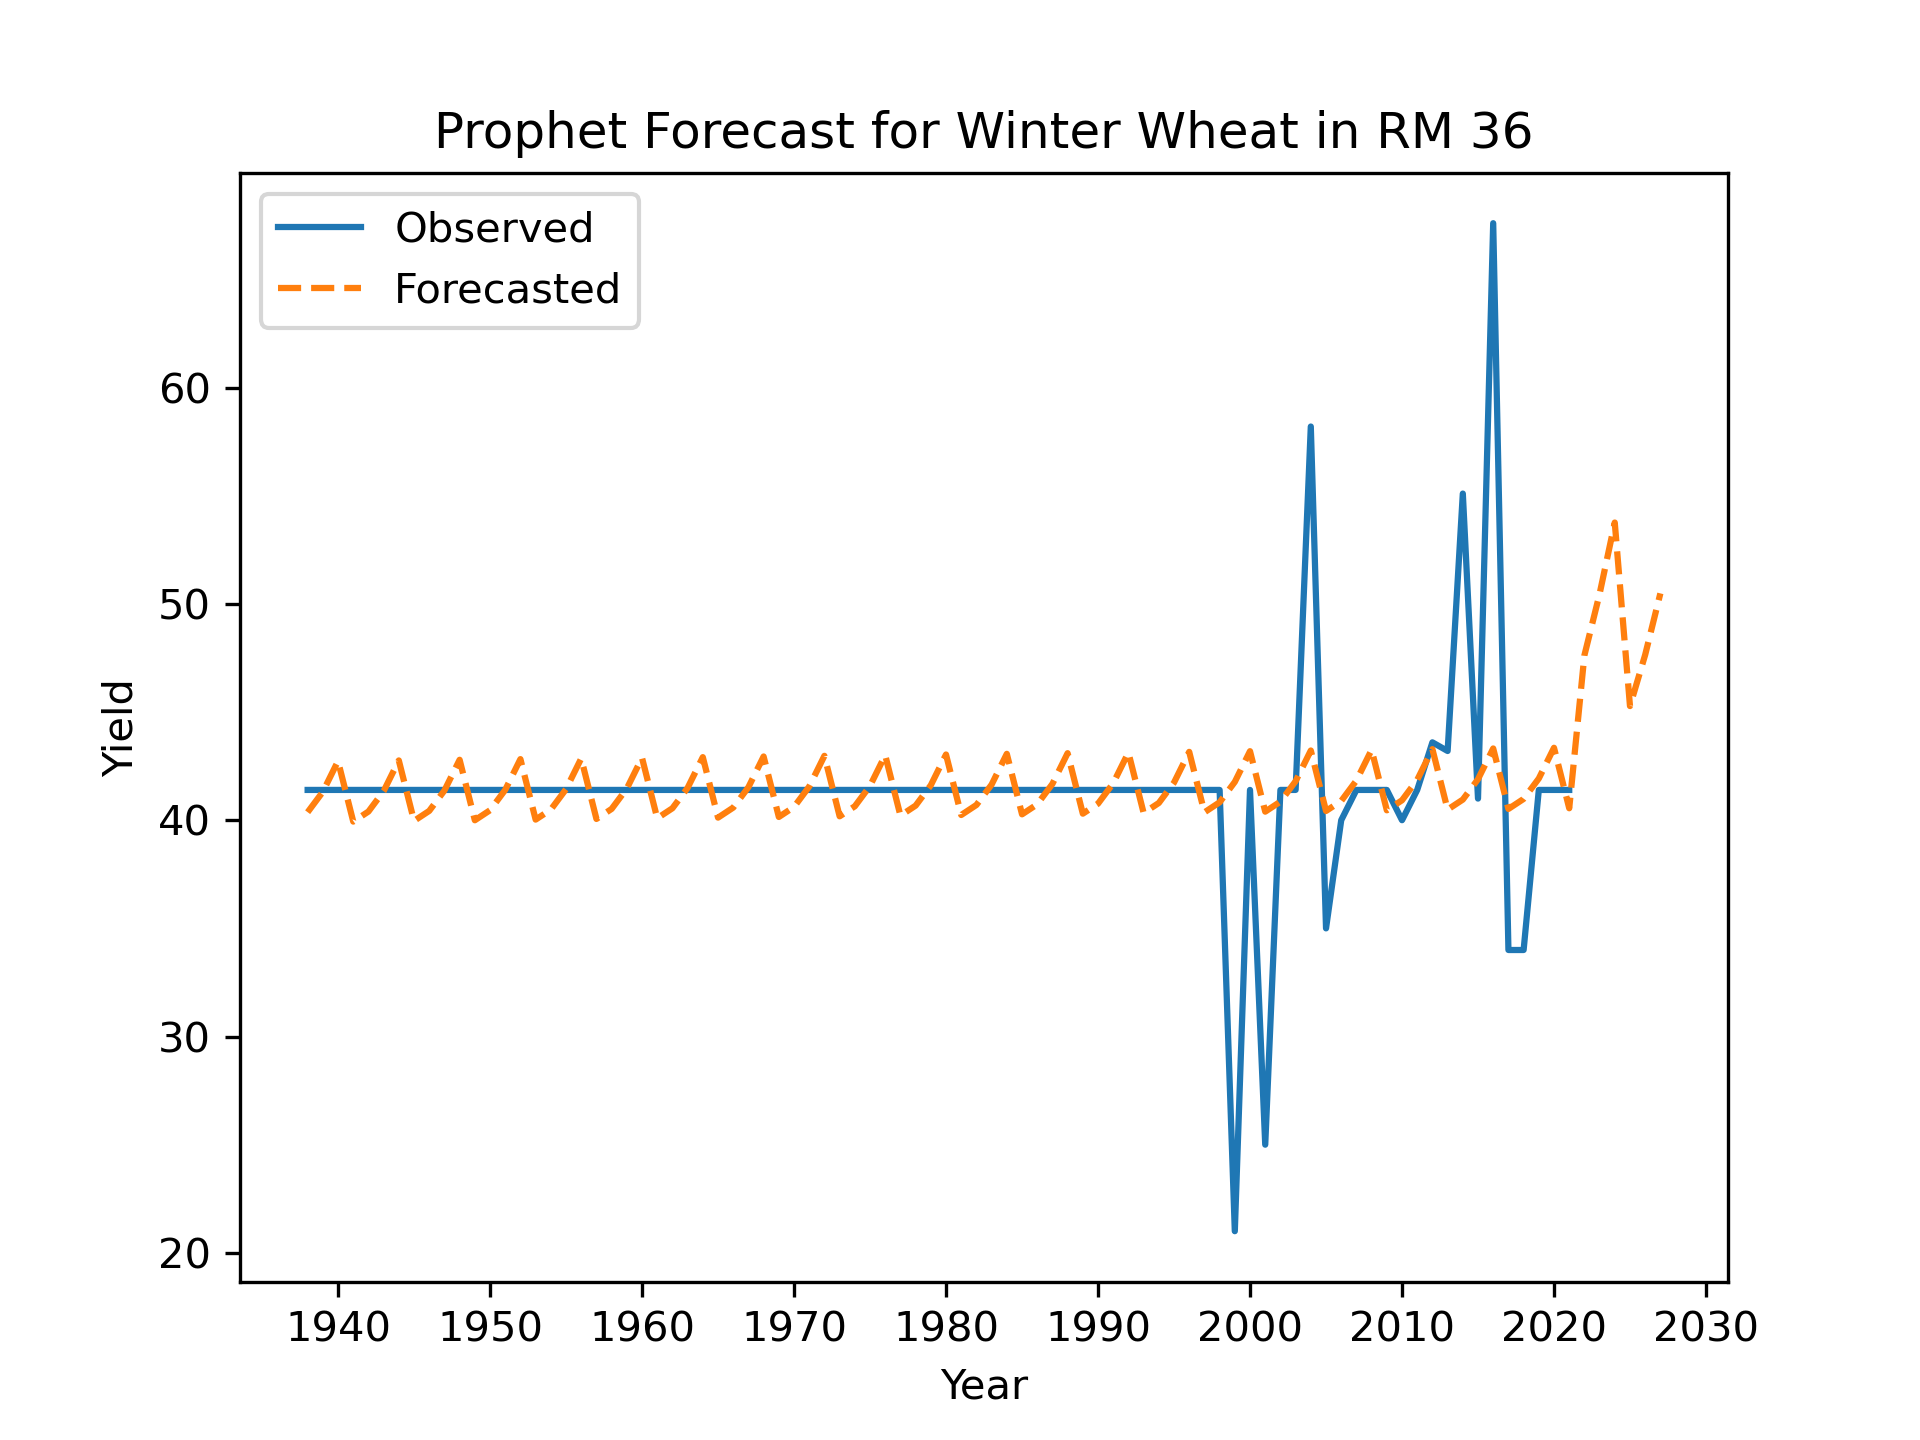 Prophet Forecast for Winter Wheat in RM 36
Observed
Forecasted
60
50
40
30
20
Yield
1940 1950 1960 1970 1980 1990 2000 2010 2020 2030
Year